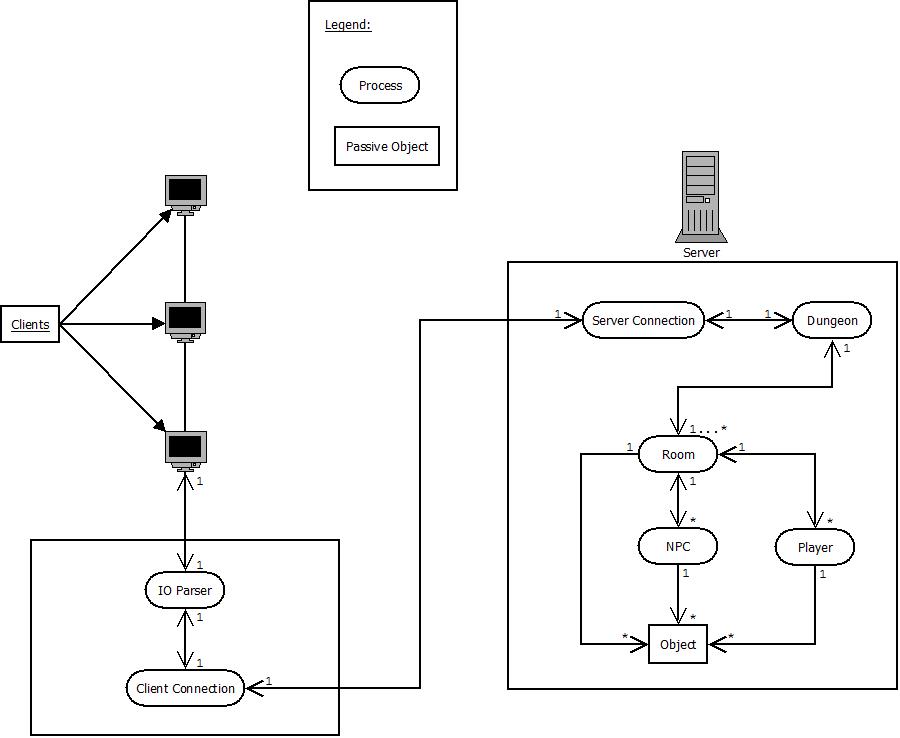 Legend:
Process
Passive Object
Server
Clients
1
Server Connection
1
1
Dungeon
1
1...*
1
Room
1
1
*
*
NPC
Player
1
1
*
*
*
Object
1
1
IO Parser
1
1
Client Connection
1